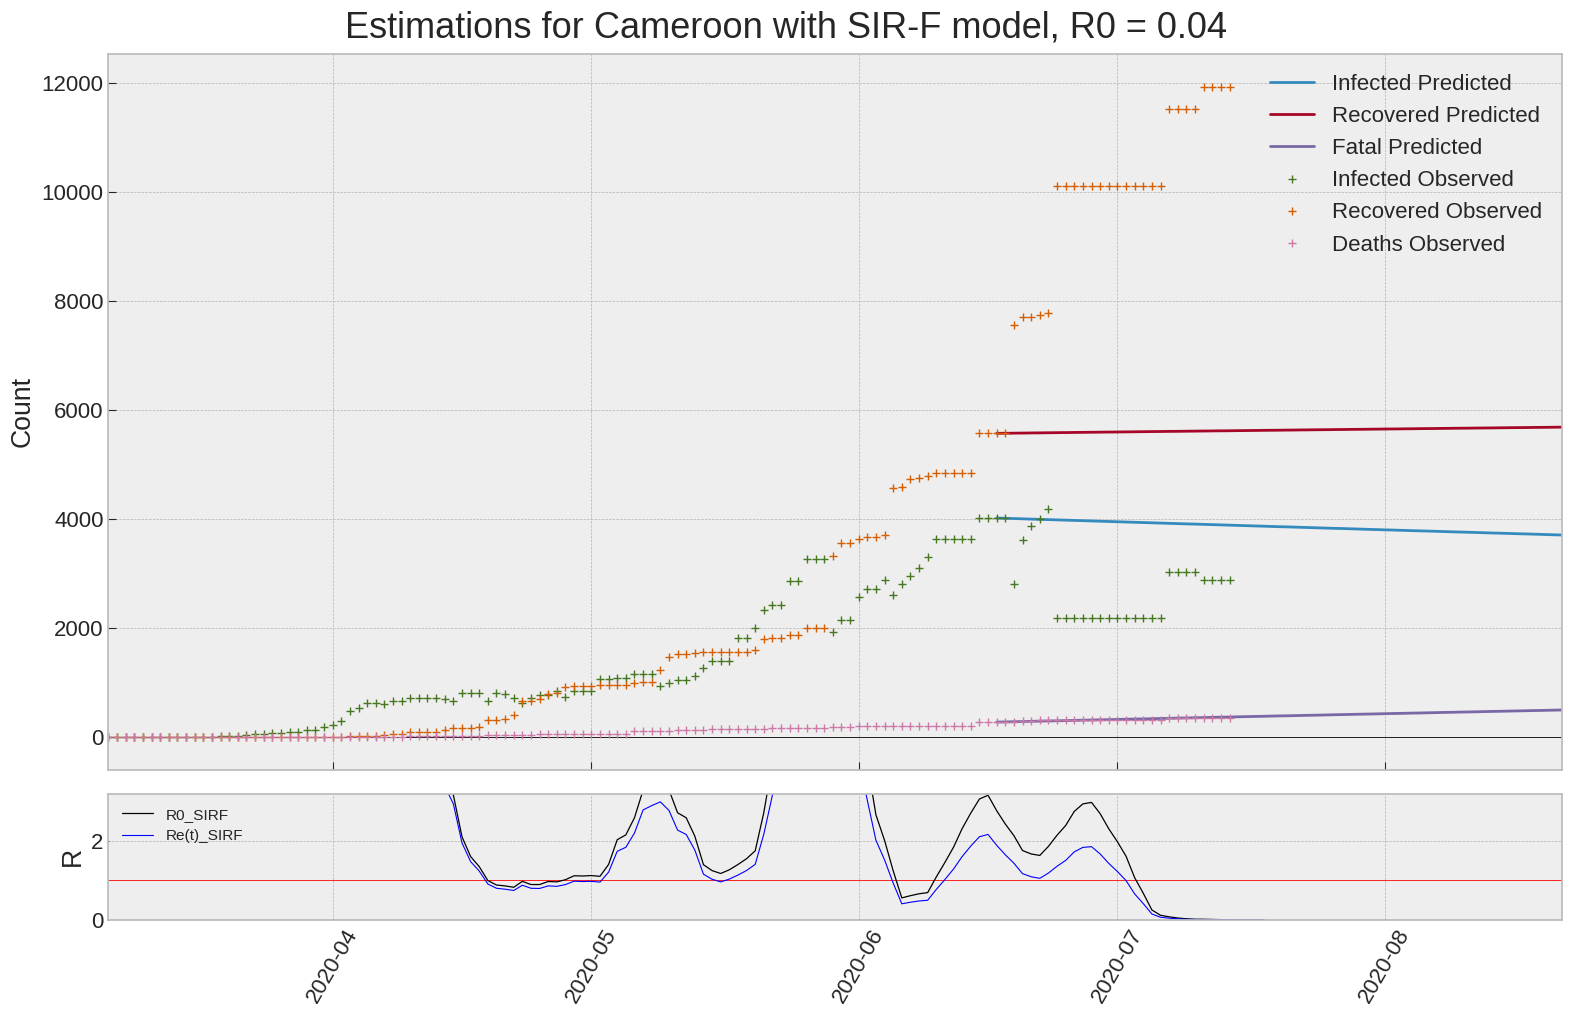 Estimations for Cameroon with SIR-F model, R0 = 0.04
12000
10000
8000
6000
4000
2000
0
Count
Infected Predicted
Recovered Predicted
Fatal Predicted
Infected Observed
Recovered Observed
Deaths Observed
R0_SIRF
Re(t)_SIRF
2
0
R
2020-04
2020-05
2020-06
2020-07
2020-08